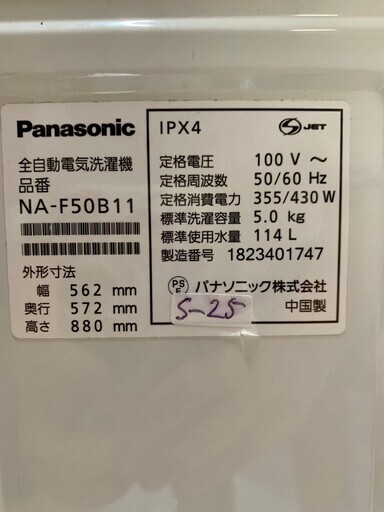 Panasonic
全自動電気洗濯機
品番
NA-F50B11
外形寸法
幅 562 mm
奥行 572 mm
高さ 880 mm
IPX4
S JET
定格電圧 100 V ～
定格周波数 50/60 Hz
定格消費電力 355/430 W
標準洗濯容量 5.0 kg
標準使用水量 114 L
製造番号 1823401747
PS E パナソニック株式会社
中国製
S-25